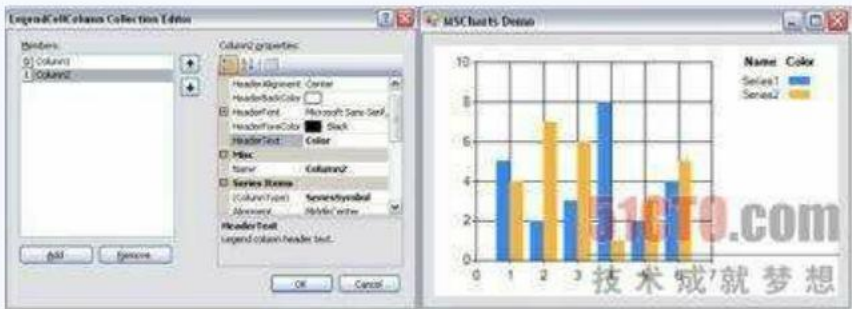 LegendCellColumn Collection Editor
Members:
0 Column1
1 Column2
Add
Remove
Column2 properties:
HeaderAlignment Center
HeaderBackColor
HeaderFont Microsoft Sans Serif,
HeaderForeColor Black
HeaderText Color
Misc
Name Column2
Series Items
(ColumnType) SeriesSymbol
Alignment MiddleCenter
HeaderText
Legend column header text.
OK
Cancel
MSCharts Demo
Name Color
Series1
Series2
10
8
6
4
2
0
0 1 2 3 4 5 6 7
51CTO.com
技术成就梦想